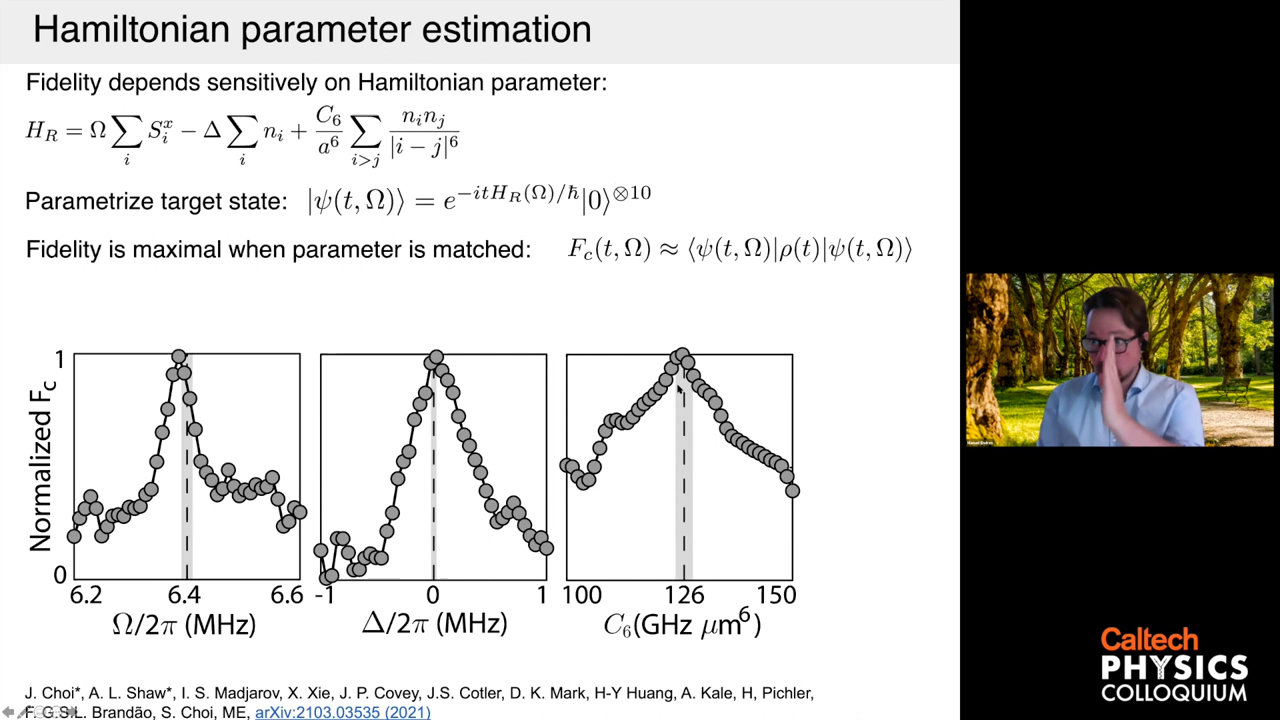 Hamiltonian parameter estimation
Fidelity depends sensitively on Hamiltonian parameter:
H_R = Ω ∑_i S_i^x − Δ ∑_i n_i + C_6/a^6 ∑_{i>j} n_i n_j/|i − j|^6
Parametrize target state: |ψ(t, Ω)⟩ = e^{−itH_R(Ω)/ħ}|0⟩^{⊗10}
Fidelity is maximal when parameter is matched: F_c(t, Ω) ≈ ⟨ψ(t, Ω)|ρ(t)|ψ(t, Ω)⟩
Normalized F_c
1
0
6.2 6.4 6.6
Ω/2π (MHz)
-1 0 1
Δ/2π (MHz)
100 126 150
C_6(GHz μm^6)
J. Choi*, A. L. Shaw*, I. S. Madjarov, X. Xie, J. P. Covey, J.S. Cotler, D. K. Mark, H-Y Huang, A. Kale, H, Pichler,
F. G.S.L. Brandão, S. Choi, ME, arXiv:2103.03535 (2021)
Caltech
PHYSICS
COLLOQUIUM